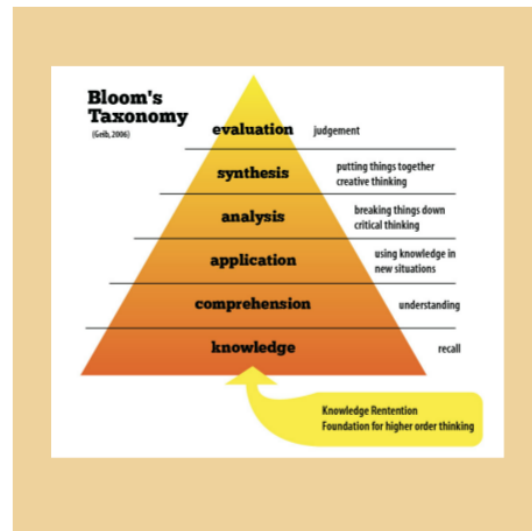 Bloom's
Taxonomy
(Geib, 2006)
evaluation judgement
synthesis putting things together
creative thinking
analysis breaking things down
critical thinking
application using knowledge in
new situations
comprehension understanding
knowledge recall
Knowledge Rentention
Foundation for higher order thinking